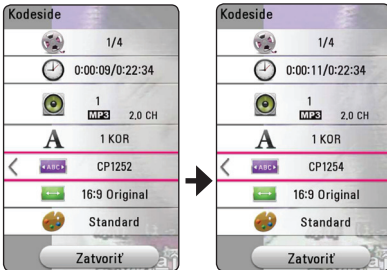 Kodeside
1/4
0:00:09/0:22:34
1
MP3 2,0 CH
A 1 KOR
ABC CP1252
16:9 Original
Standard
Zatvoriť
Kodeside
1/4
0:00:11/0:22:34
1
MP3 2,0 CH
A 1 KOR
ABC CP1254
16:9 Original
Standard
Zatvoriť